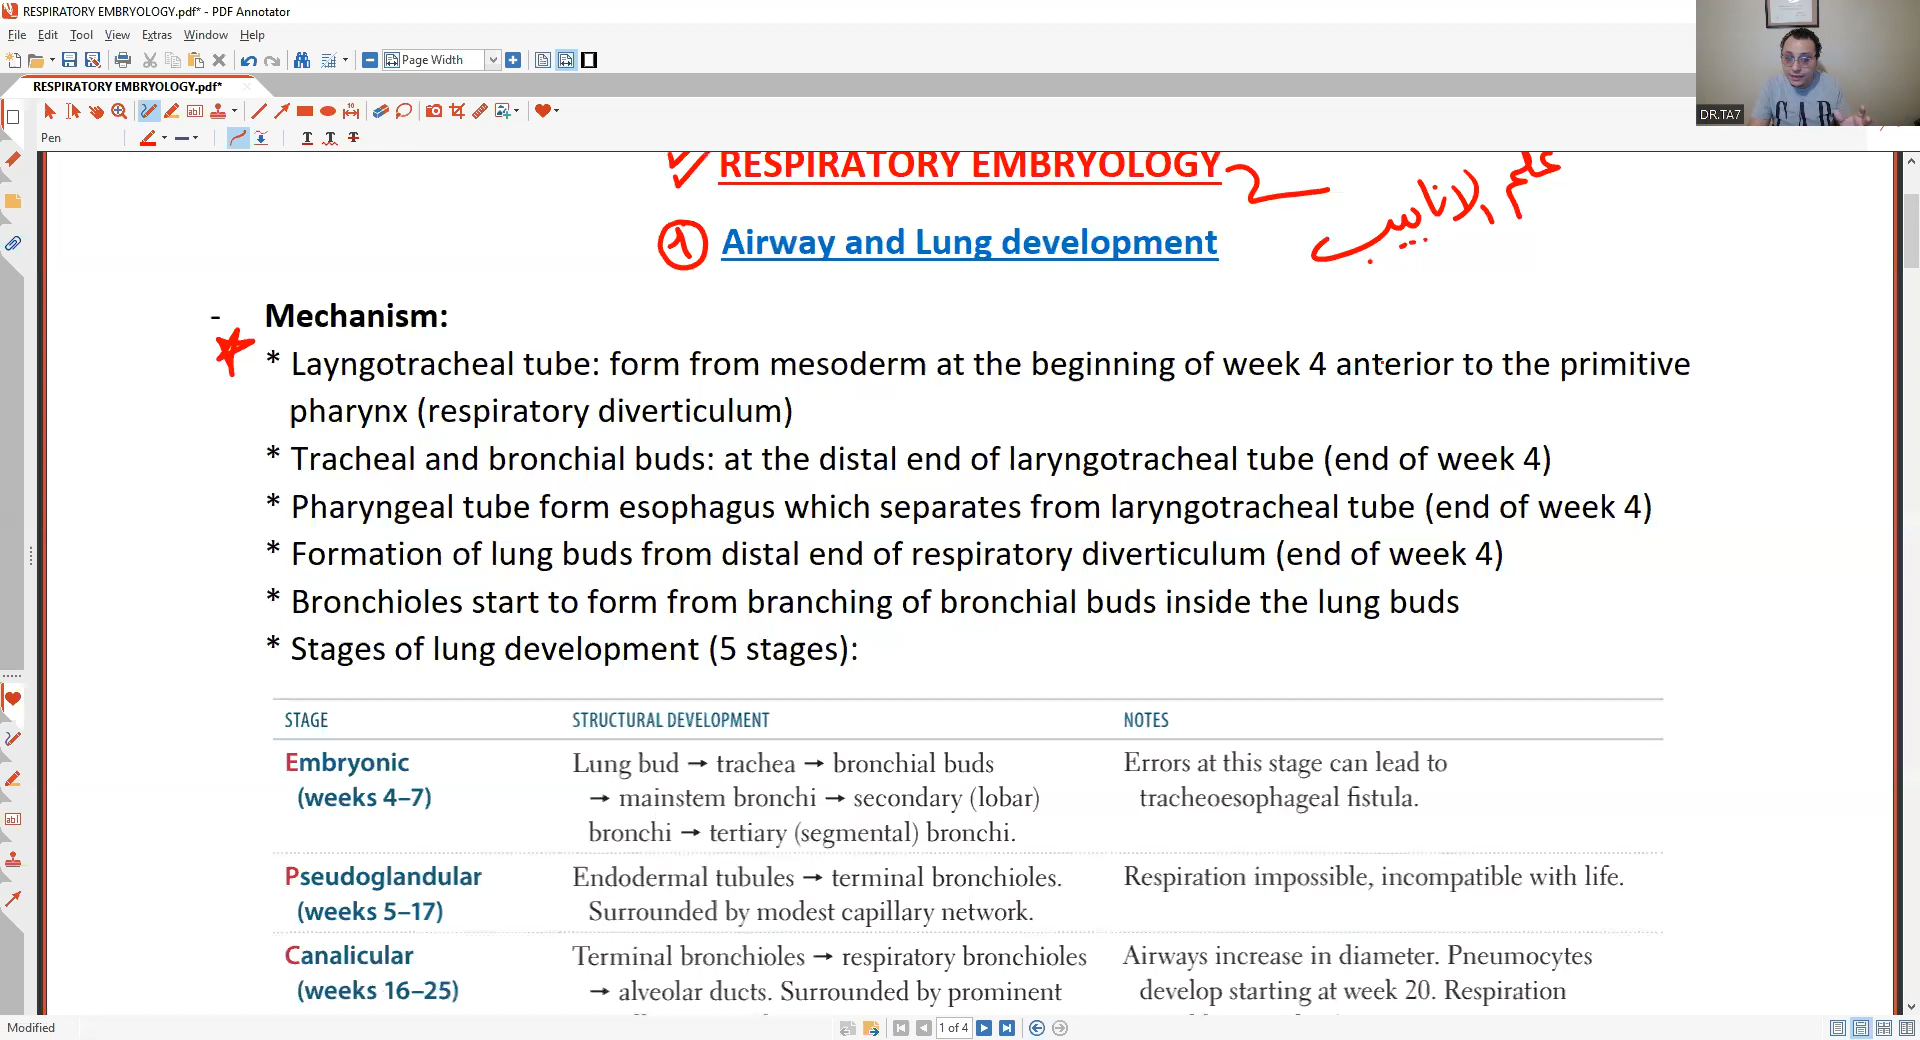 RESPIRATORY EMBRYOLOGY.pdf* - PDF Annotator
File Edit Tool View Extras Window Help
Page Width
RESPIRATORY EMBRYOLOGY.pdf*
Pen
DR.TA7
RESPIRATORY EMBRYOLOGY
علم الانابيب
1 Airway and Lung development
- Mechanism:
* Layngotracheal tube: form from mesoderm at the beginning of week 4 anterior to the primitive
pharynx (respiratory diverticulum)
* Tracheal and bronchial buds: at the distal end of laryngotracheal tube (end of week 4)
* Pharyngeal tube form esophagus which separates from laryngotracheal tube (end of week 4)
* Formation of lung buds from distal end of respiratory diverticulum (end of week 4)
* Bronchioles start to form from branching of bronchial buds inside the lung buds
* Stages of lung development (5 stages):
STAGE STRUCTURAL DEVELOPMENT NOTES
Embryonic Lung bud → trachea → bronchial buds Errors at this stage can lead to
(weeks 4–7) → mainstem bronchi → secondary (lobar) tracheoesophageal fistula.
bronchi → tertiary (segmental) bronchi.
Pseudoglandular Endodermal tubules → terminal bronchioles. Respiration impossible, incompatible with life.
(weeks 5–17) Surrounded by modest capillary network.
Canalicular Terminal bronchioles → respiratory bronchioles Airways increase in diameter. Pneumocytes
(weeks 16–25) → alveolar ducts. Surrounded by prominent develop starting at week 20. Respiration
Modified 1 of 4